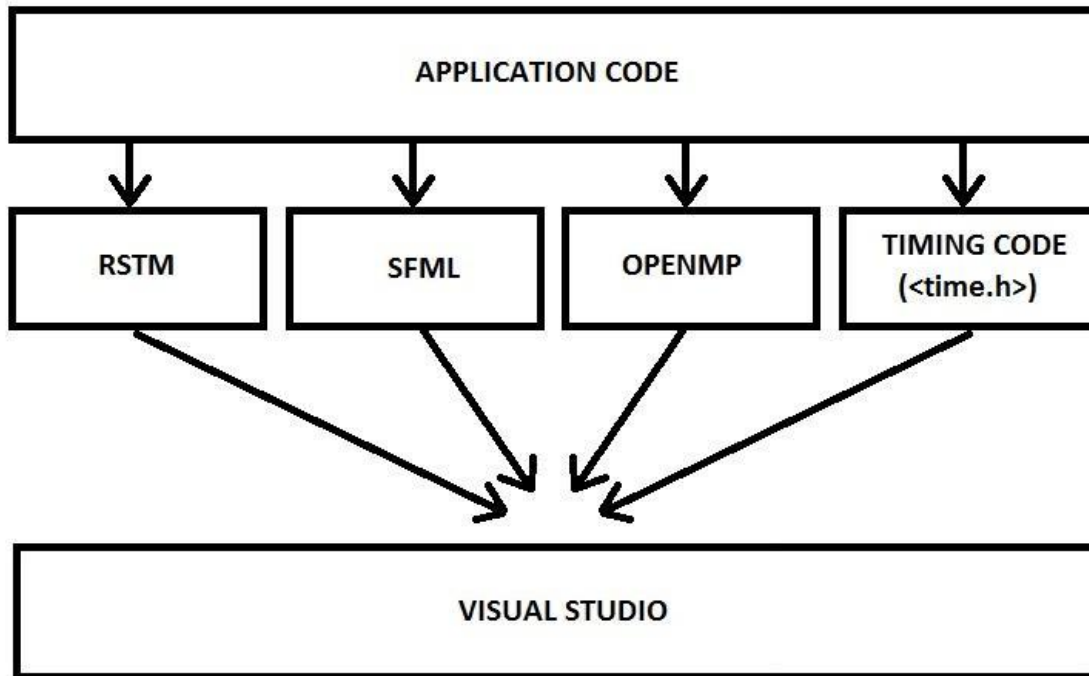 APPLICATION CODE
RSTM
SFML
OPENMP
TIMING CODE
(<time.h>)
VISUAL STUDIO